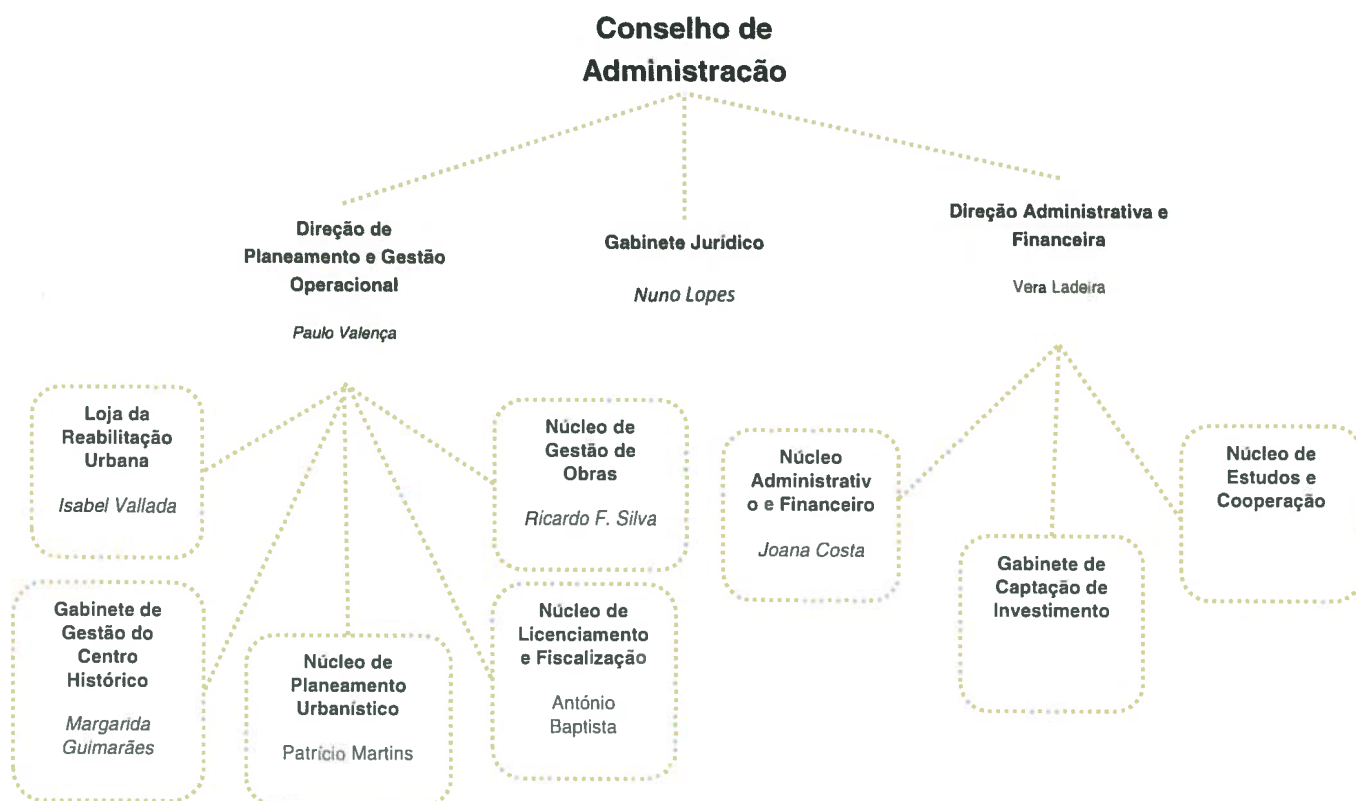 Conselho de
Administracão
Direção de
Planeamento e Gestão
Operacional
Paulo Valença
Gabinete Jurídico
Nuno Lopes
Direção Administrativa e
Financeira
Vera Ladeira
Loja da
Reabilitação
Urbana
Isabel Vallada
Núcleo de
Gestão de
Obras
Ricardo F. Silva
Núcleo
Administrativ
o e Financeiro
Joana Costa
Núcleo de
Estudos e
Cooperação
Gabinete de
Captação de
Investimento
Gabinete de
Gestão do
Centro
Histórico
Margarida
Guimarães
Núcleo de
Planeamento
Urbanístico
Patrício Martins
Núcleo de
Licenciamento
e Fiscalização
António
Baptista